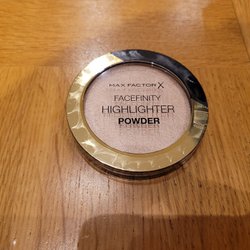 MAX FACTOR X
FACEFINITY
HIGHLIGHTER
POWDER